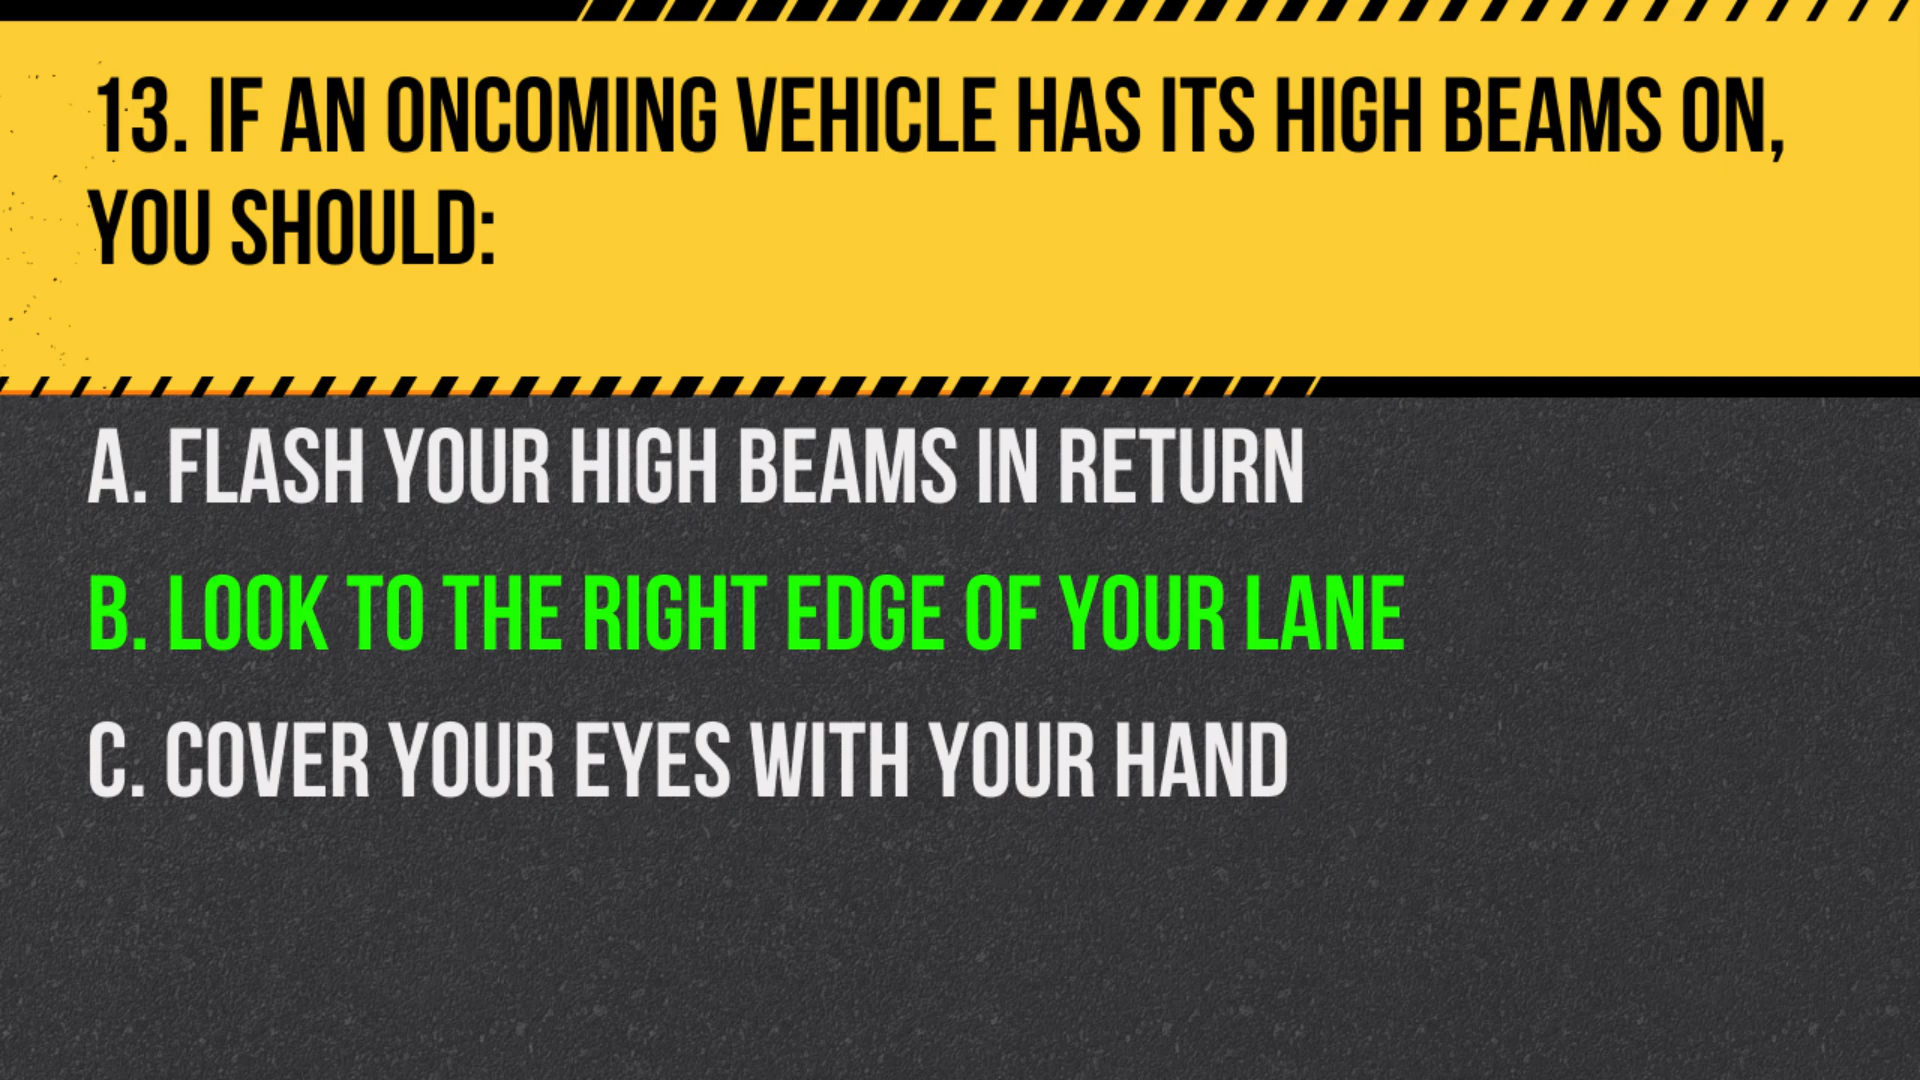 13. IF AN ONCOMING VEHICLE HAS ITS HIGH BEAMS ON,
YOU SHOULD:
A. FLASH YOUR HIGH BEAMS IN RETURN
B. LOOK TO THE RIGHT EDGE OF YOUR LANE
C. COVER YOUR EYES WITH YOUR HAND